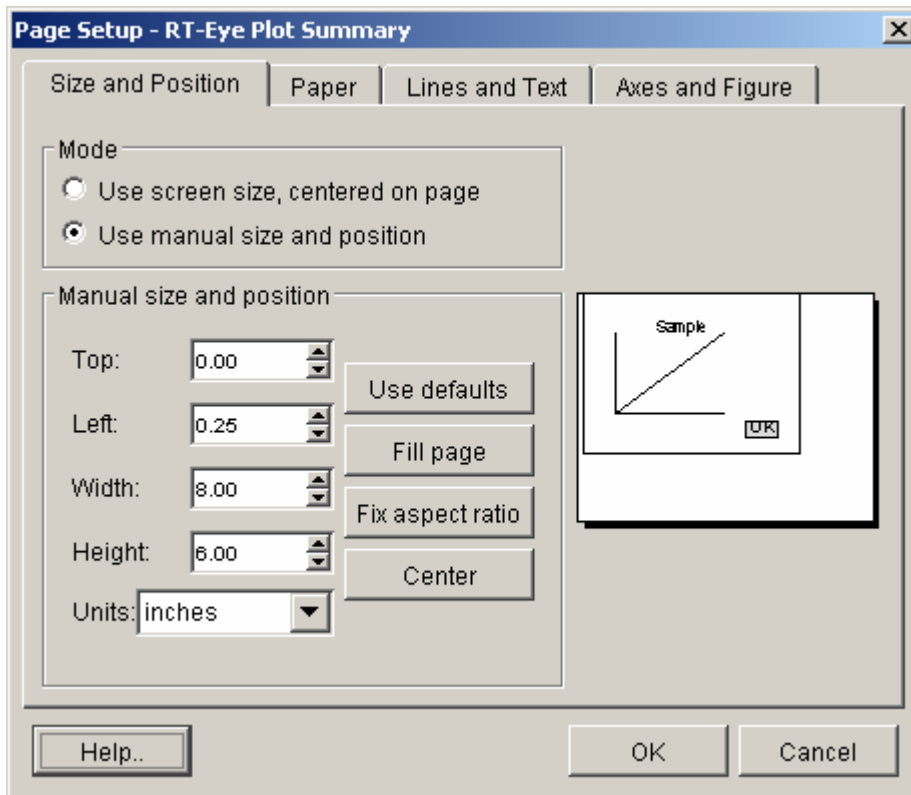 Page Setup - RT-Eye Plot Summary
Size and Position Paper Lines and Text Axes and Figure
Mode
Use screen size, centered on page
Use manual size and position
Manual size and position
Top: 0.00
Left: 0.25
Width: 8.00
Height: 6.00
Units: inches
Use defaults
Fill page
Fix aspect ratio
Center
Sample
OK
Help..
OK Cancel